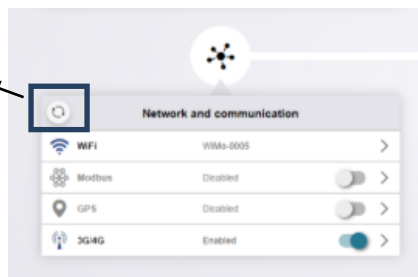 Network and communication
WiFi WiMo-0005
Modbus Disabled
GPS Disabled
3G/4G Enabled